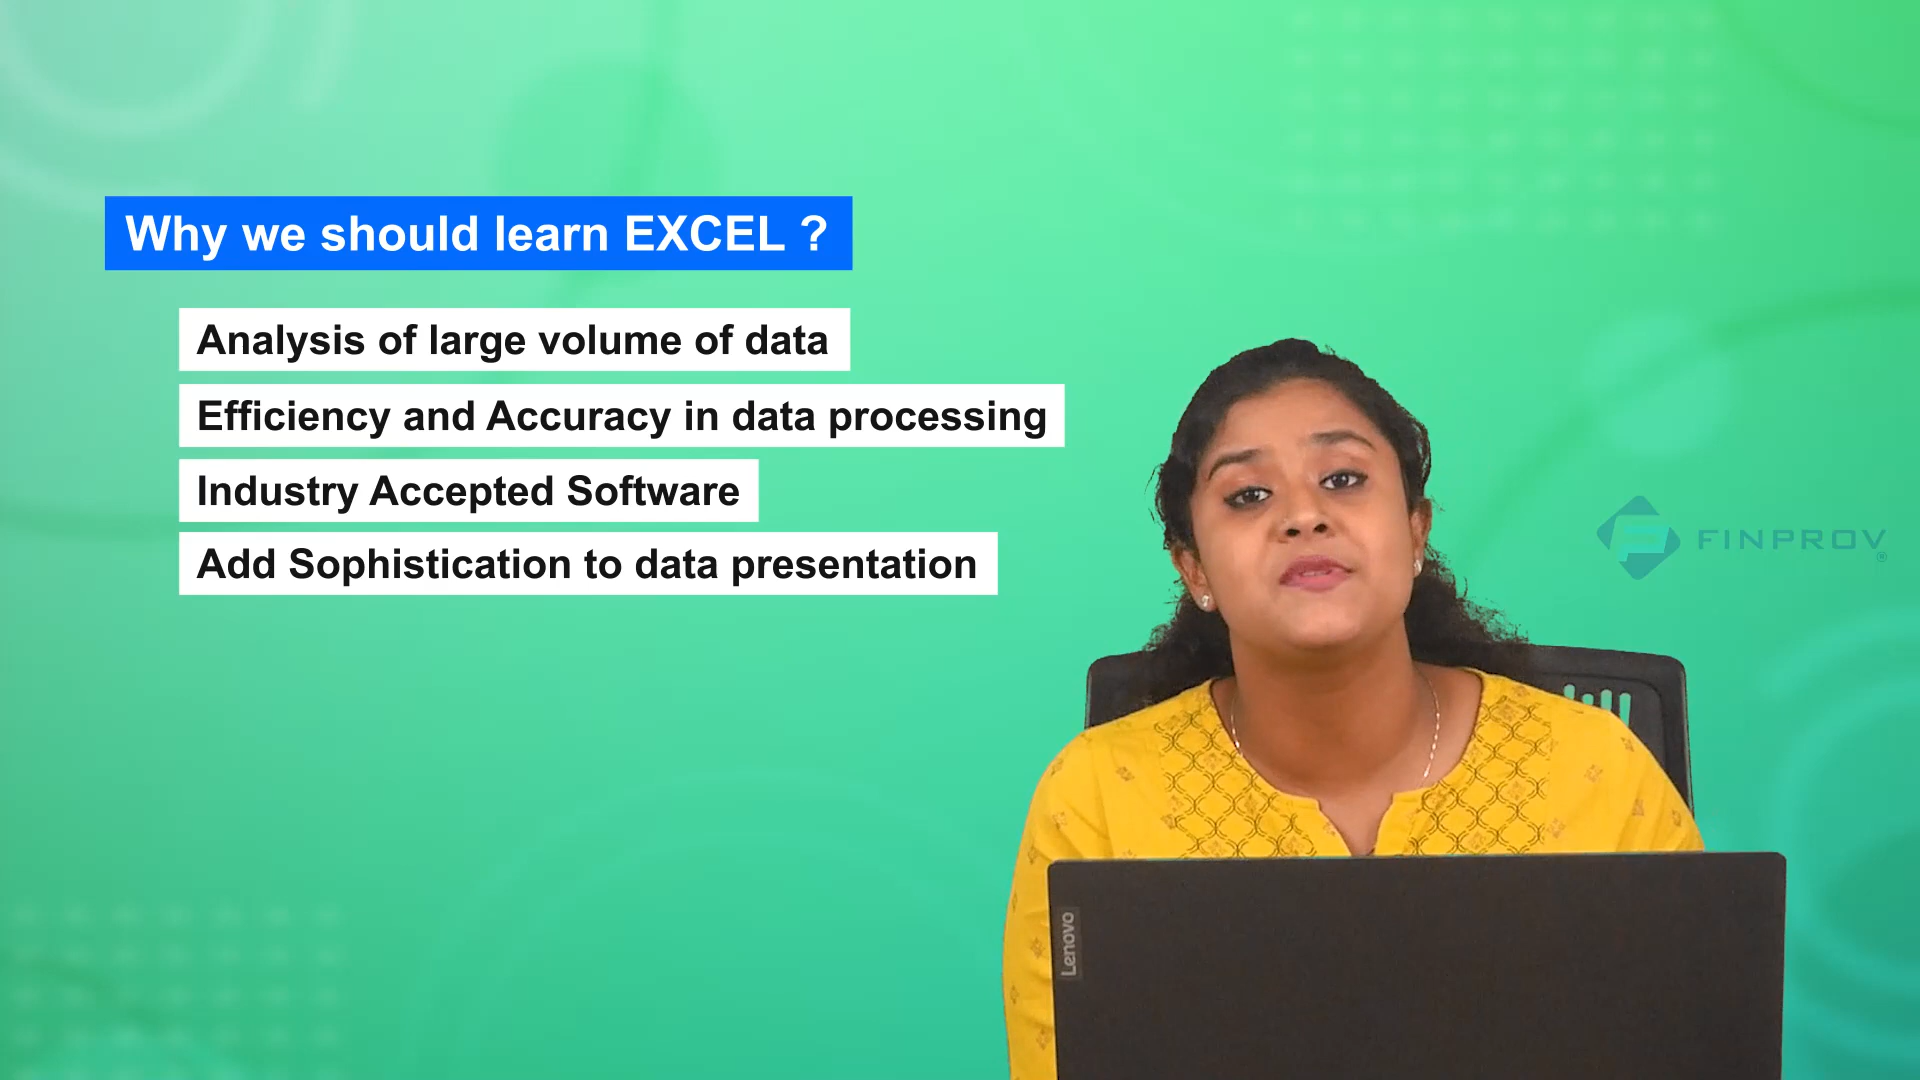 Why we should learn EXCEL ?
Analysis of large volume of data
Efficiency and Accuracy in data processing
Industry Accepted Software
Add Sophistication to data presentation
FINPROV
Lenovo